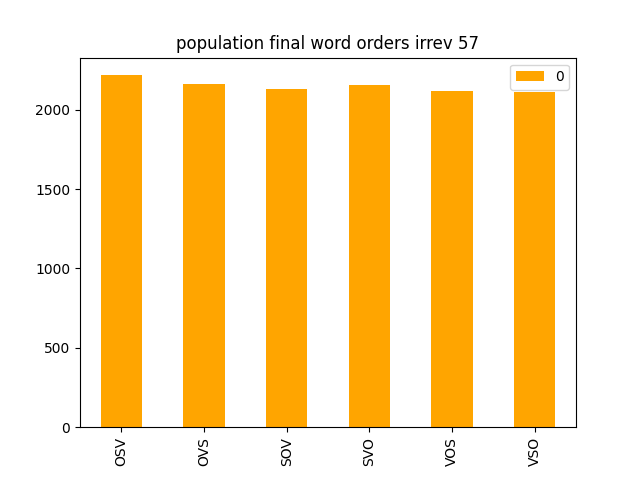 population final word orders irrev 57
0
2000
1500
1000
500
0
OSV
OVS
SOV
SVO
VOS
VSO